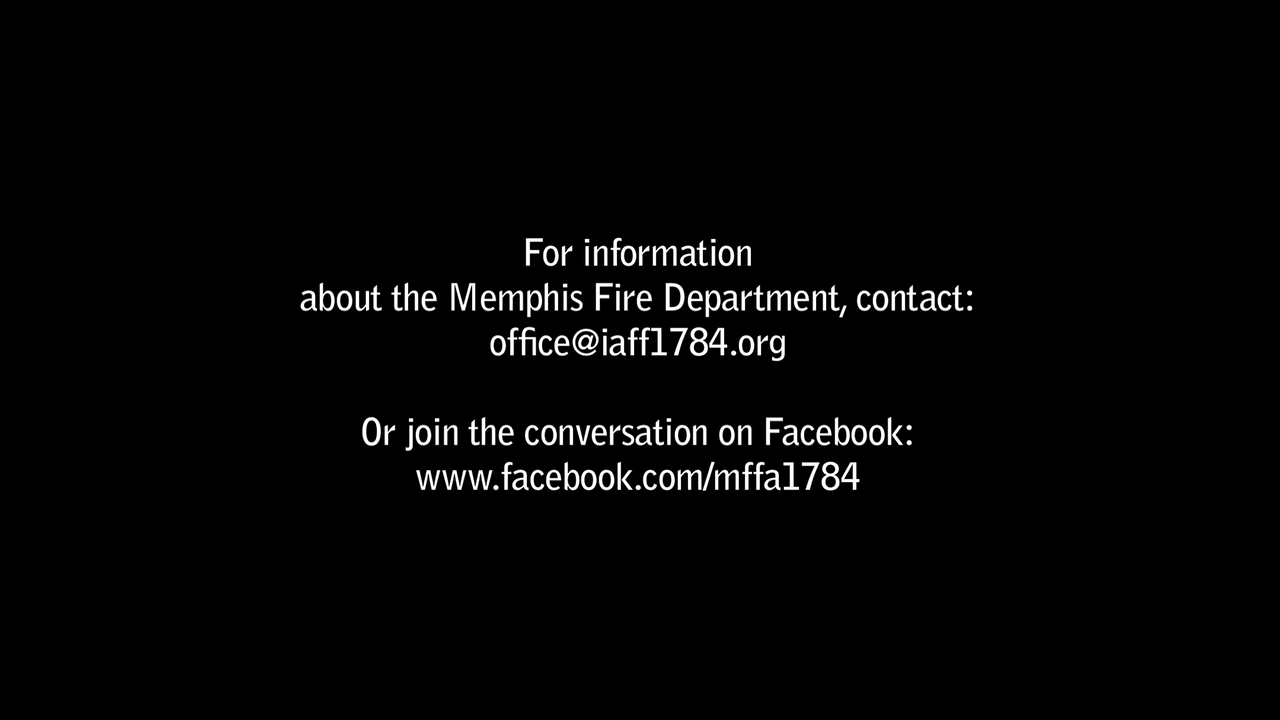 For information
about the Memphis Fire Department, contact:
office@iaff1784.org
Or join the conversation on Facebook:
www.facebook.com/mffa1784